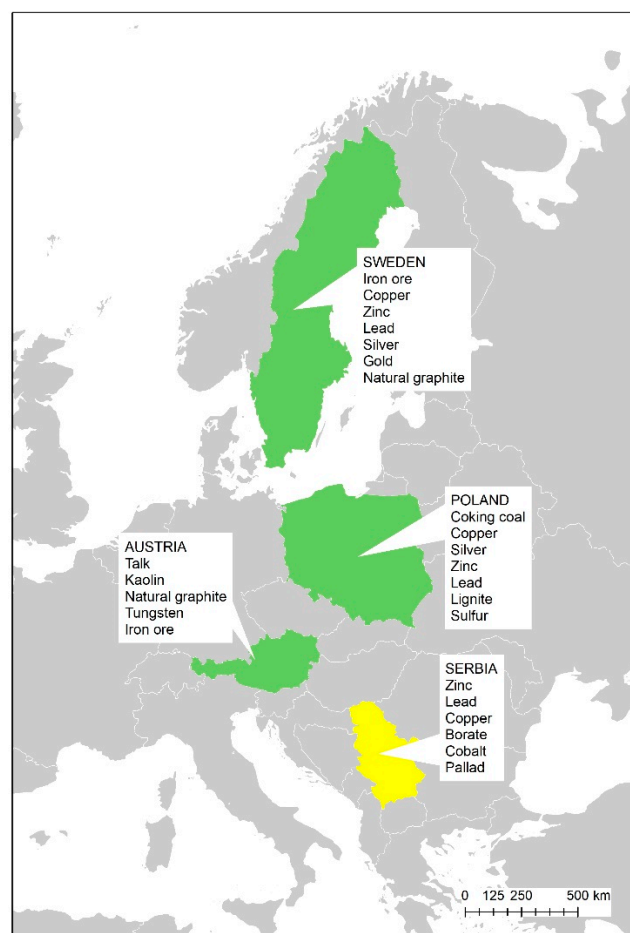 SWEDEN
Iron ore
Copper
Zinc
Lead
Silver
Gold
Natural graphite
POLAND
Coking coal
Copper
Silver
Zinc
Lead
Lignite
Sulfur
AUSTRIA
Talk
Kaolin
Natural graphite
Tungsten
Iron ore
SERBIA
Zinc
Lead
Copper
Borate
Cobalt
Pallad
0 125 250 500 km